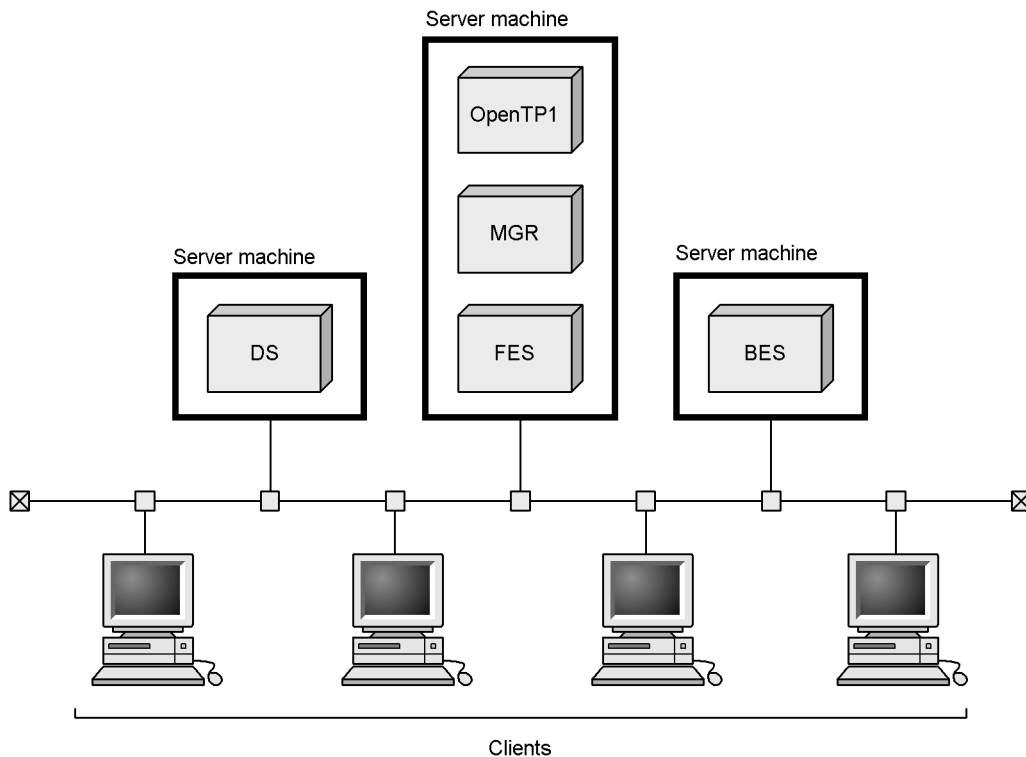 Server machine
OpenTP1
MGR
FES
Server machine
DS
Server machine
BES
Clients